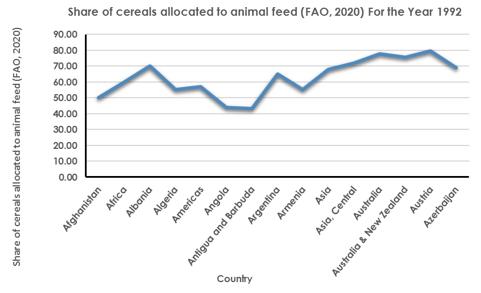 Share of cereals allocated to animal feed (FAO, 2020) For the Year 1992
Share of cereals allocated to animal feed (FAO, 2020)
90.00
80.00
70.00
60.00
50.00
40.00
30.00
20.00
10.00
0.00
Afghanistan
Africa
Albania
Algeria
Americas
Angola
Antigua and Barbuda
Argentina
Armenia
Asia
Asia, Central
Australia
Australia & New Zealand
Austria
Azerbaijan
Country